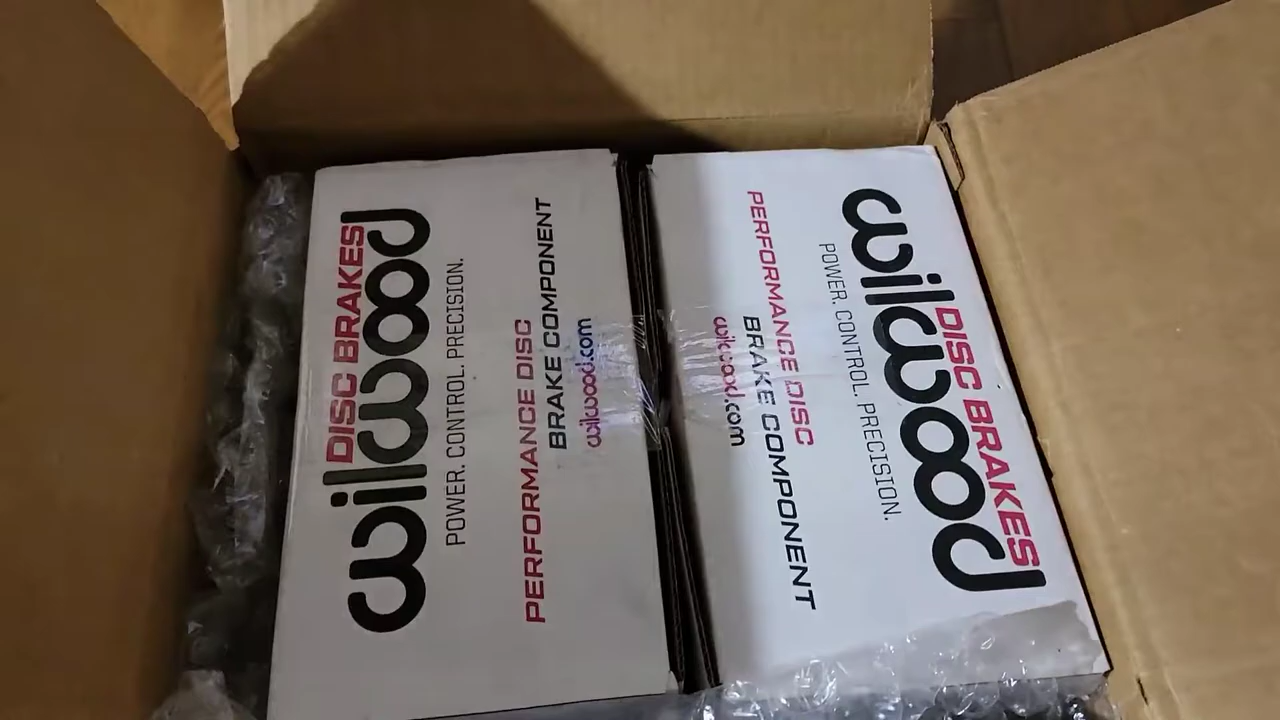 DISC BRAKES
wilwood
POWER. CONTROL. PRECISION.
PERFORMANCE DISC
BRAKE COMPONENT
wilwood.com
DISC BRAKES
wilwood
POWER. CONTROL. PRECISION.
PERFORMANCE DISC
BRAKE COMPONENT
wilwood.com